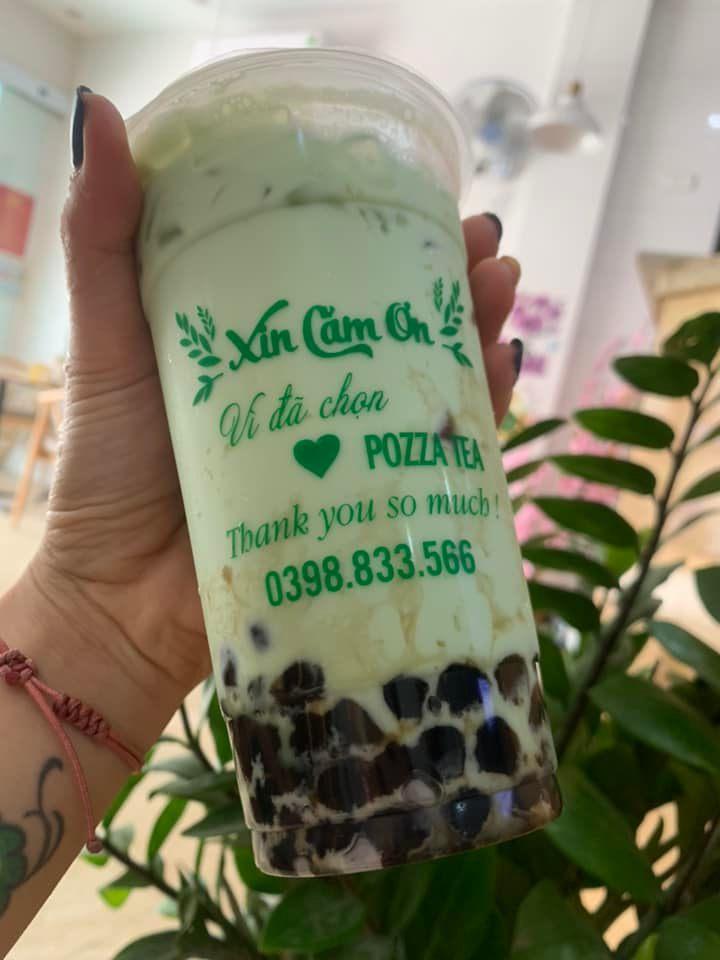 Xin Cảm Ơn
Vì đã chọn
POZZA TEA
Thank you so much !
0398.833.566